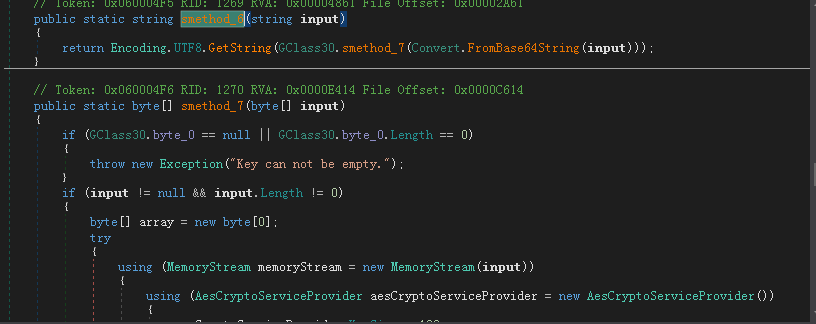 // Token: 0x060004F5 RID: 1269 RVA: 0x00004861 File Offset: 0x00002A61
public static string smethod_6(string input)
{
return Encoding.UTF8.GetString(GClass30.smethod_7(Convert.FromBase64String(input)));
}
// Token: 0x060004F6 RID: 1270 RVA: 0x0000E414 File Offset: 0x0000C614
public static byte[] smethod_7(byte[] input)
{
if (GClass30.byte_0 == null || GClass30.byte_0.Length == 0)
{
throw new Exception("Key can not be empty.");
}
if (input != null && input.Length != 0)
{
byte[] array = new byte[0];
try
{
using (MemoryStream memoryStream = new MemoryStream(input))
{
using (AesCryptoServiceProvider aesCryptoServiceProvider = new AesCryptoServiceProvider())
{